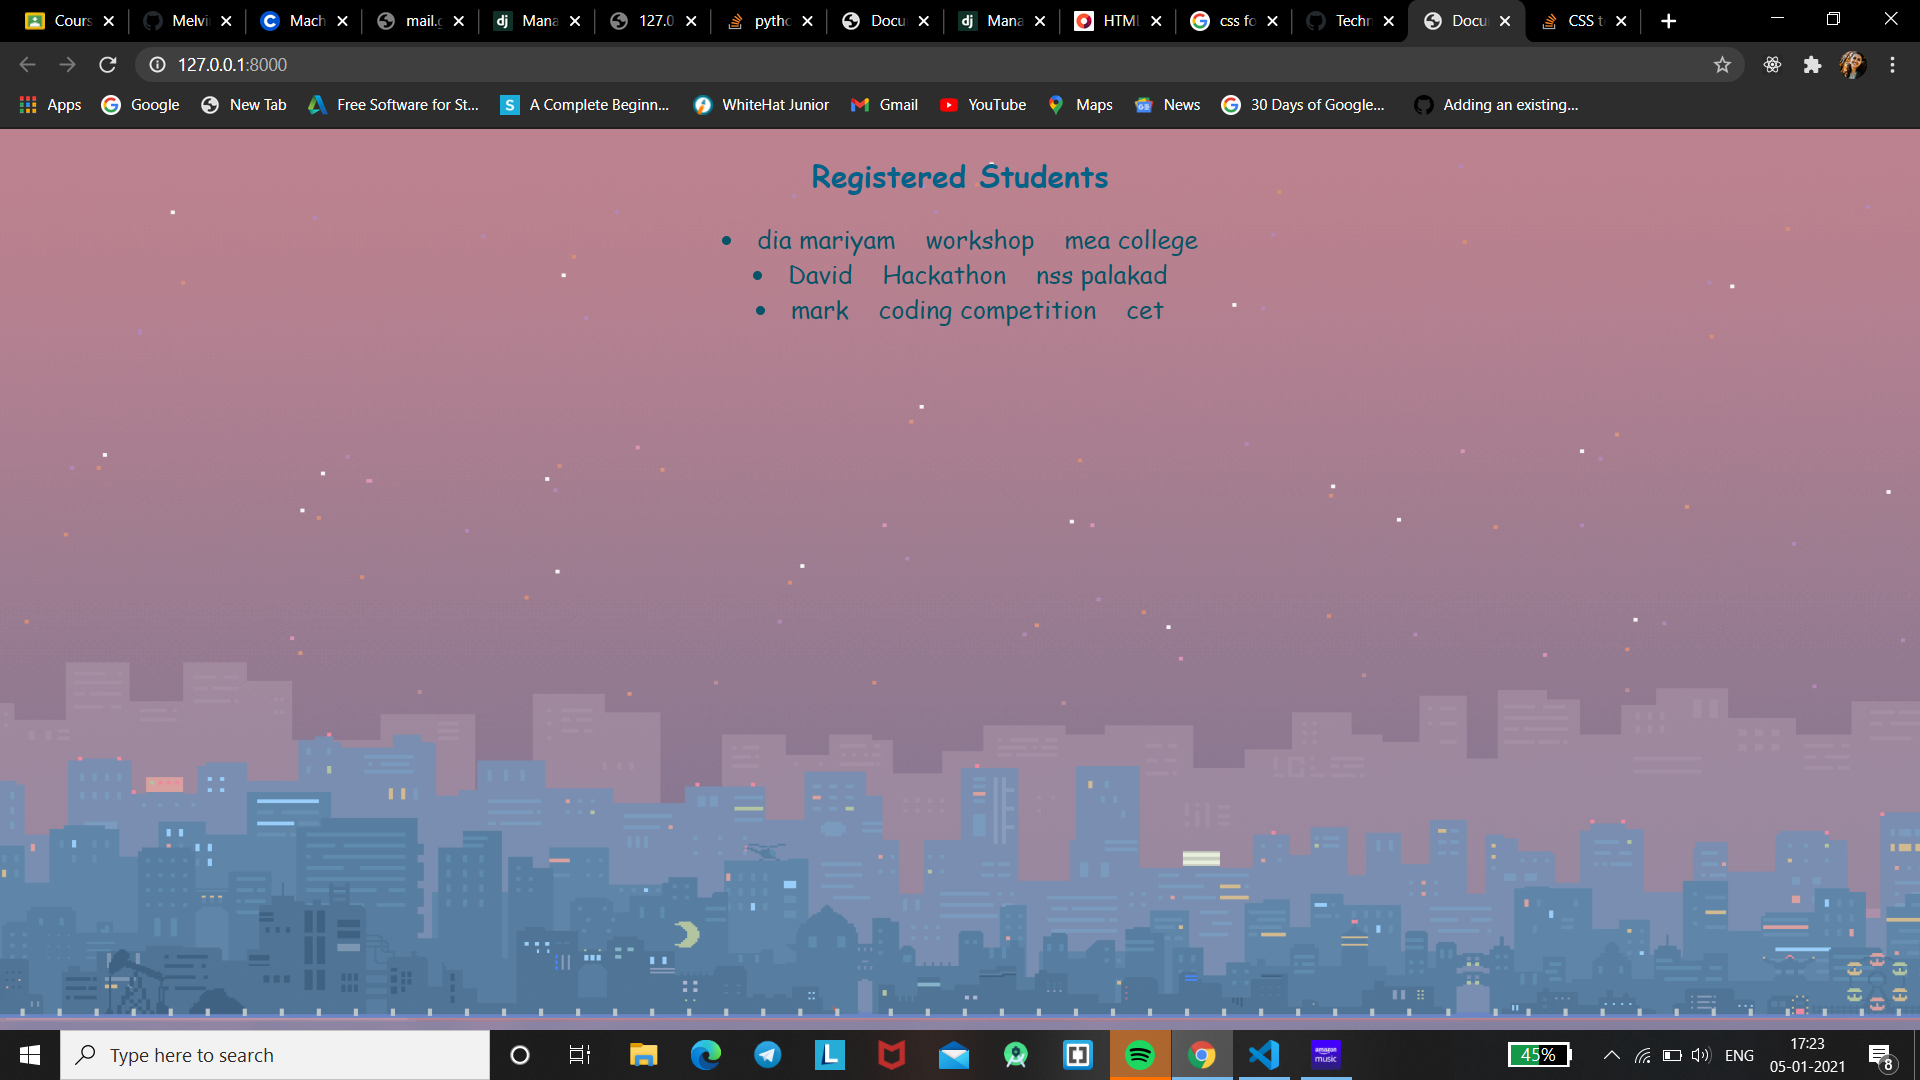 Cours Melvi Mach mail.g Mana 127.0 pytho Docu Mana HTML css fo Techn Docu CSS t
127.0.0.1:8000
Apps Google New Tab Free Software for St... A Complete Beginn... WhiteHat Junior Gmail YouTube Maps News 30 Days of Google... Adding an existing...
Registered Students
• dia mariyam workshop mea college
• David Hackathon nss palakad
• mark coding competition cet
Type here to search
45%
ENG
17:23
05-01-2021
8
amazon
music